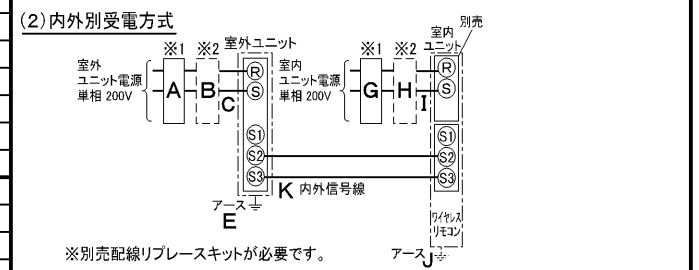 (2)内外別受電方式
別売
※1 ※2 室外ユニット
※1 ※2 室内ユニット
室外
ユニット電源
単相 200V
A B C
R
S
S1
S2
S3
室内
ユニット電源
単相 200V
G H I
R
S
S1
S2
S3
K 内外信号線
アース
E
ワイヤレス
リモコン
アース J
※別売配線リプレースキットが必要です。